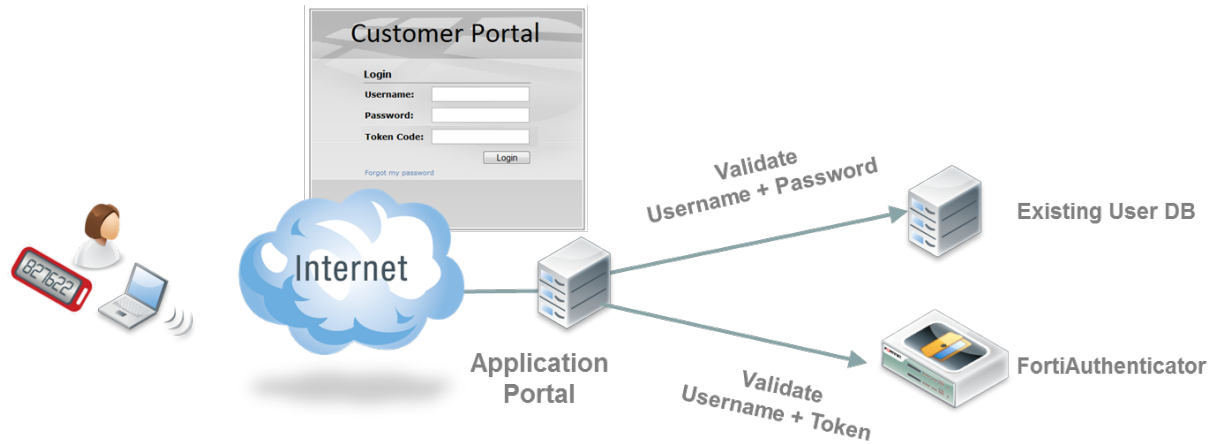 Customer Portal
Login
Username:
Password:
Token Code:
Login
Forgot my password
827622
Internet
Application
Portal
Validate
Username + Password
Existing User DB
Validate
Username + Token
FortiAuthenticator